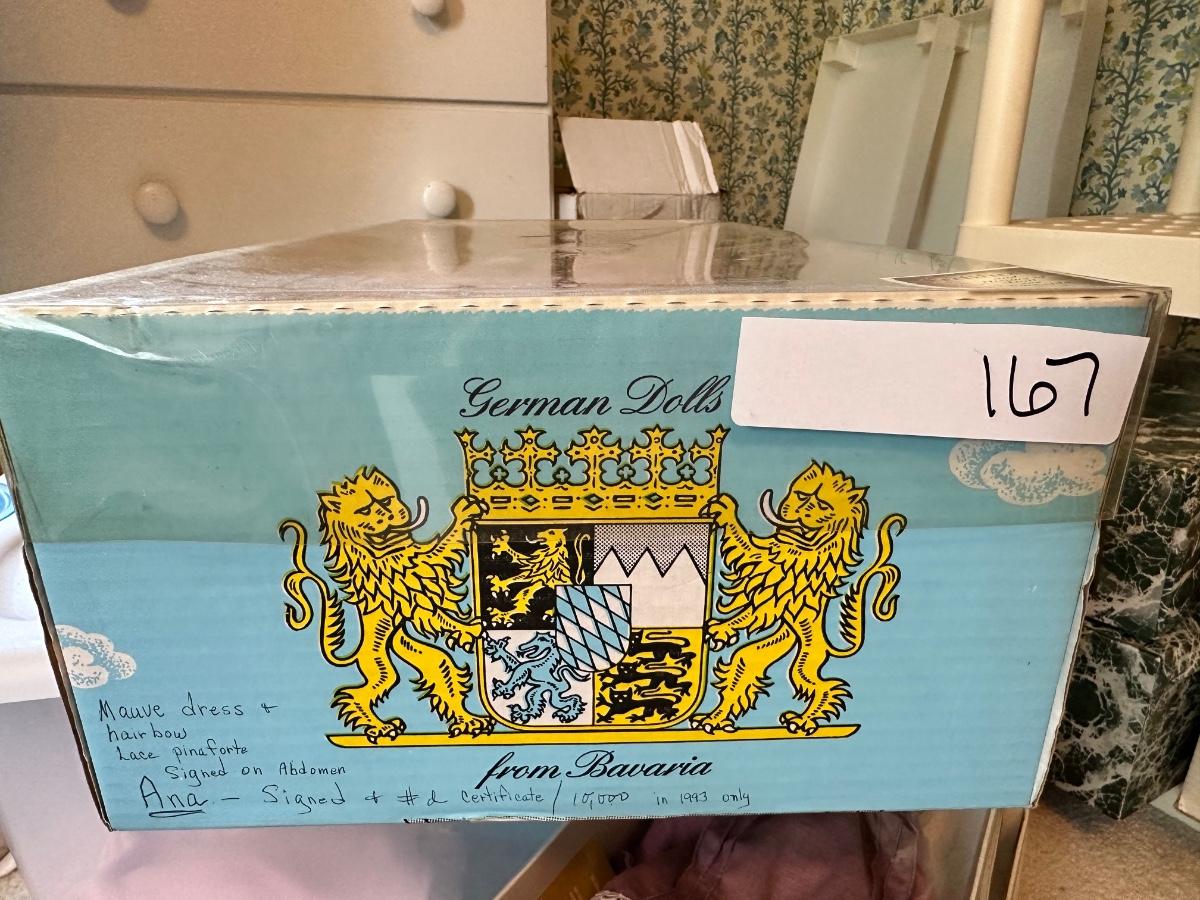 German Dolls
167
from Bavaria
Mauve dress +
hairbow
Lace pinaforte
Signed on Abdomen
Ana - Signed + #d certificate / 10,000 in 1993 only